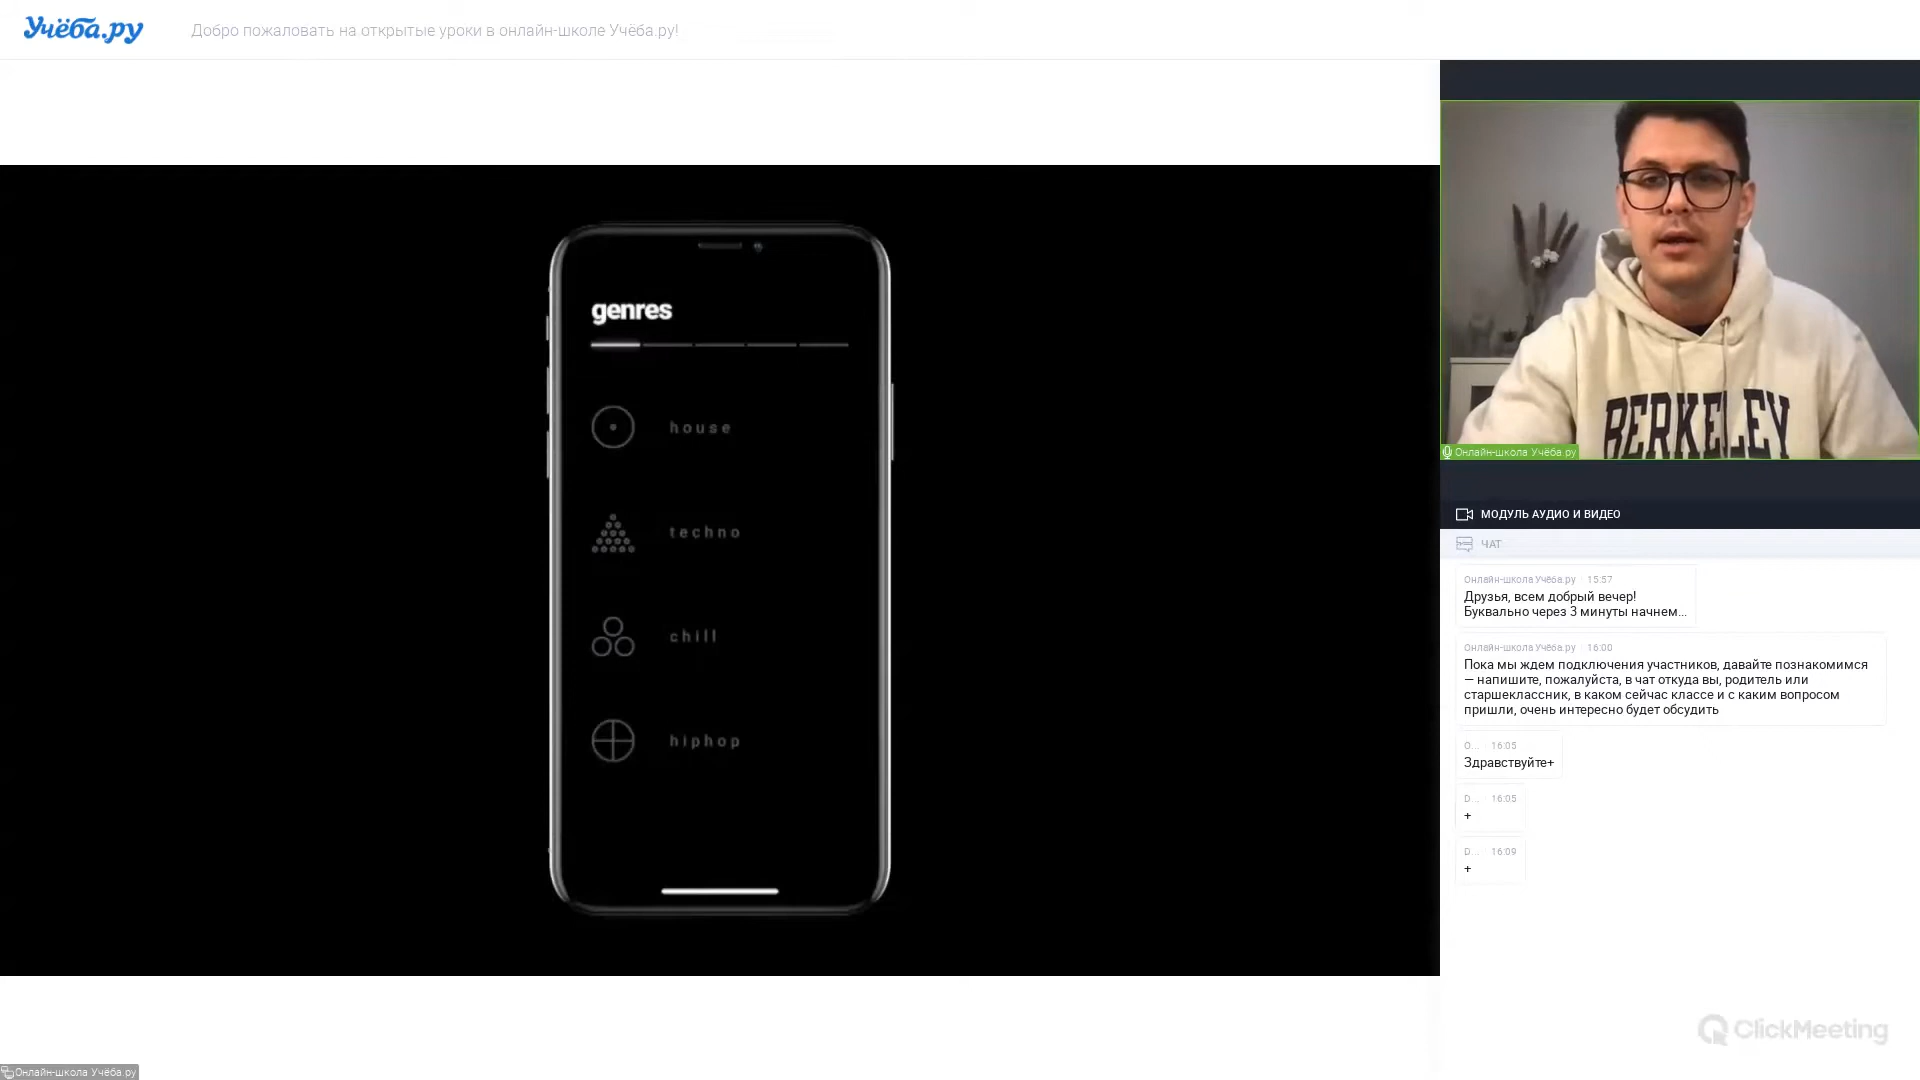 Учёба.ру
Добро пожаловать на открытые уроки в онлайн-школе Учёба.ру!
genres
house
techno
chill
hiphop
BERKELEY
Онлайн-школа Учёба.ру
МОДУЛЬ АУДИО И ВИДЕО
ЧАТ
Онлайн-школа Учёба.ру 15:57
Друзья, всем добрый вечер!
Буквально через 3 минуты начнем...
Онлайн-школа Учёба.ру 16:00
Пока мы ждем подключения участников, давайте познакомимся
— напишите, пожалуйста, в чат откуда вы, родитель или
старшеклассник, в каком сейчас классе и с каким вопросом
пришли, очень интересно будет обсудить
О... 16:05
Здравствуйте+
D... 16:05
+
D... 16:09
+
ClickMeeting
Онлайн-школа Учёба.ру